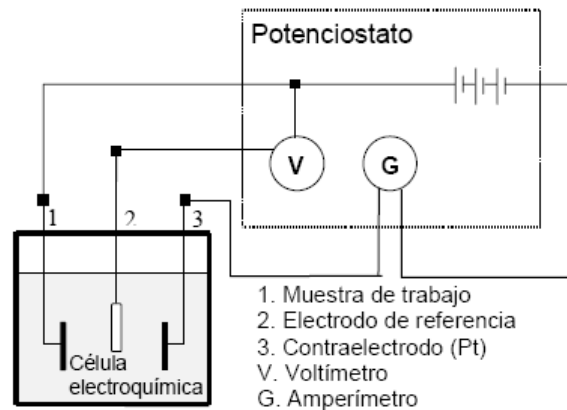 Potenciostato
V
G
1
2
3
Célula
electroquímica
1. Muestra de trabajo
2. Electrodo de referencia
3. Contraelectrodo (Pt)
V. Voltímetro
G. Amperímetro